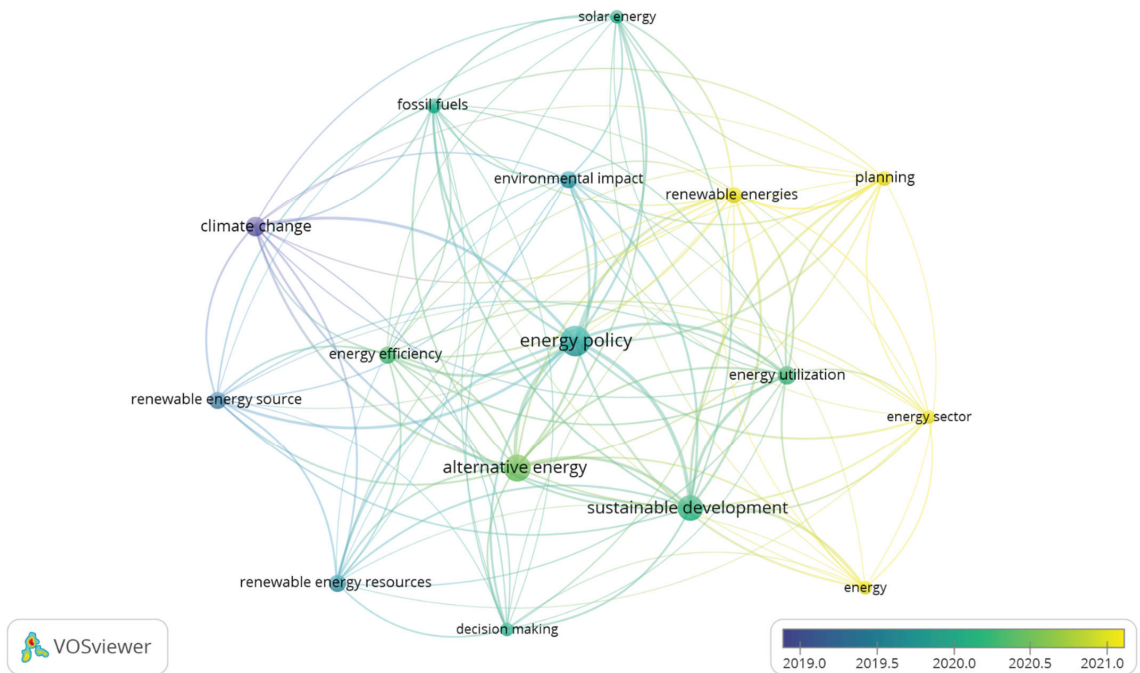 solar energy
fossil fuels
environmental impact
planning
renewable energies
climate change
energy policy
energy efficiency
energy utilization
renewable energy source
energy sector
alternative energy
sustainable development
renewable energy resources
energy
decision making
VOSviewer
2019.0 2019.5 2020.0 2020.5 2021.0